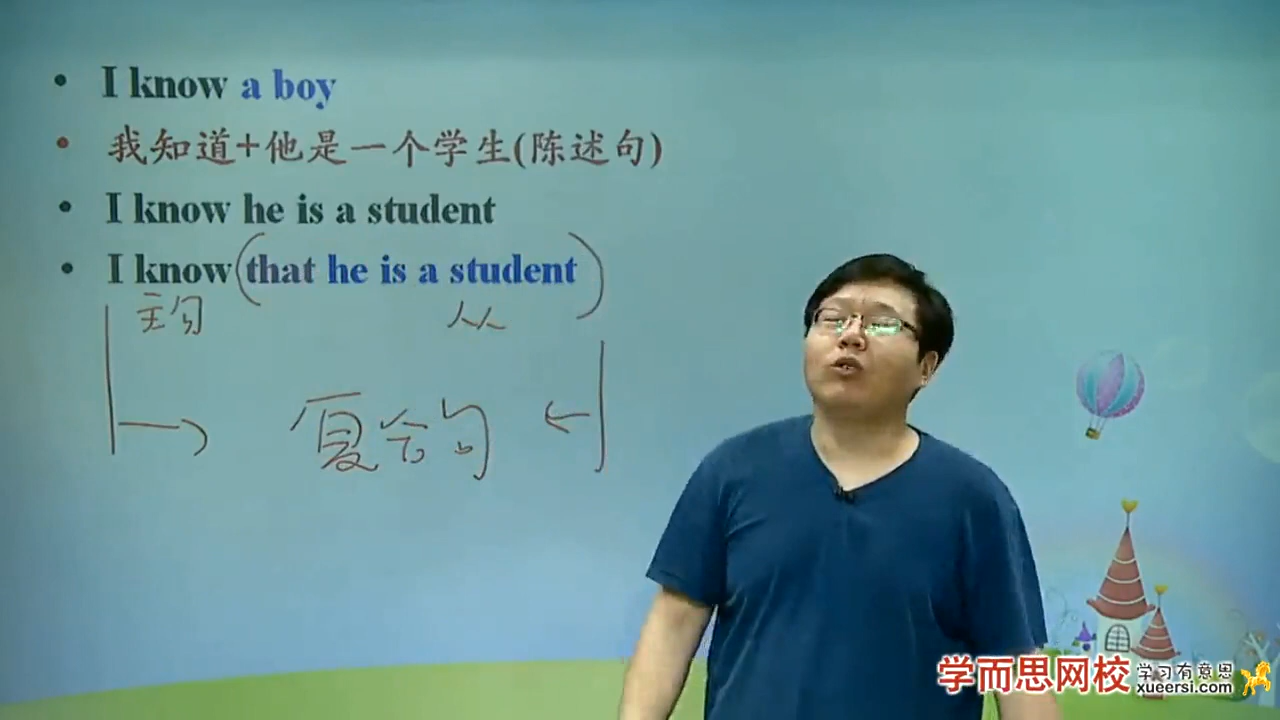 • I know a boy
• 我知道+他是一个学生(陈述句)
• I know he is a student
• I know (that he is a student)
主句 从
复合句
学而思网校 学习有意思
xueersi.com